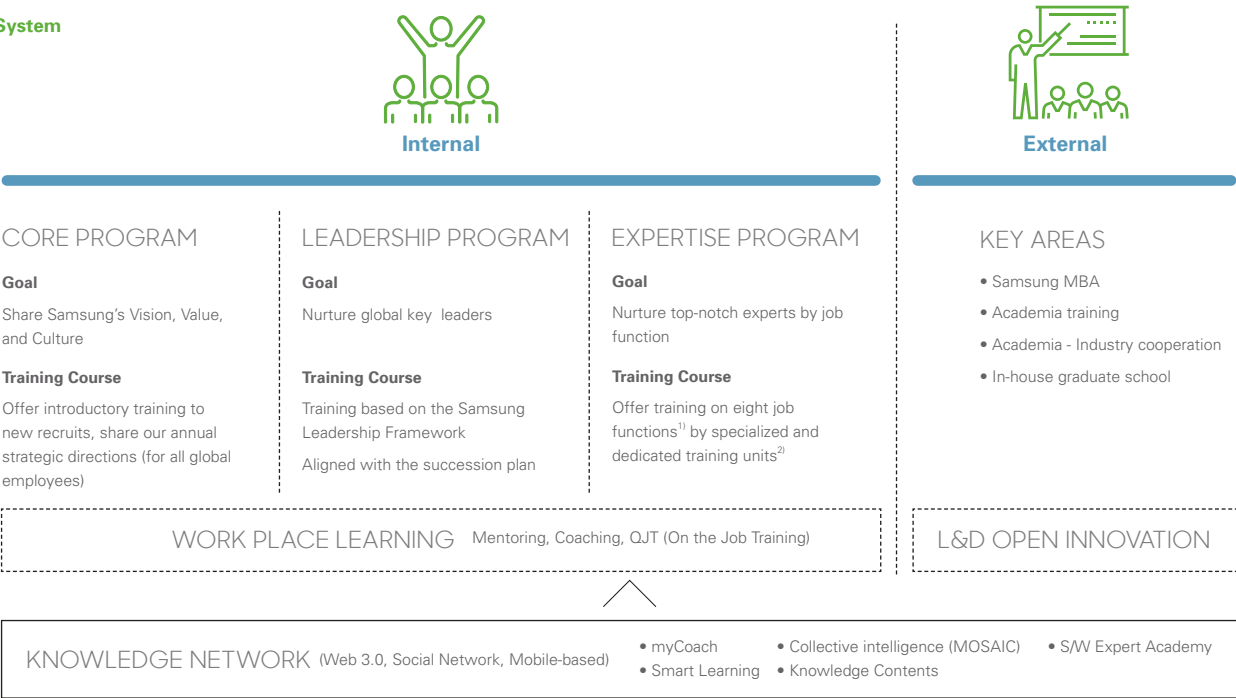 System
Internal
External
CORE PROGRAM
Goal
Share Samsung's Vision, Value,
and Culture
Training Course
Offer introductory training to
new recruits, share our annual
strategic directions (for all global
employees)
LEADERSHIP PROGRAM
Goal
Nurture global key leaders
Training Course
Training based on the Samsung
Leadership Framework
Aligned with the succession plan
EXPERTISE PROGRAM
Goal
Nurture top-notch experts by job
function
Training Course
Offer training on eight job
functions1) by specialized and
dedicated training units2)
KEY AREAS
• Samsung MBA
• Academia training
• Academia - Industry cooperation
• In-house graduate school
WORK PLACE LEARNING Mentoring, Coaching, QJT (On the Job Training)
L&D OPEN INNOVATION
KNOWLEDGE NETWORK (Web 3.0, Social Network, Mobile-based)
• myCoach • Collective intelligence (MOSAIC) • S/W Expert Academy
• Smart Learning • Knowledge Contents